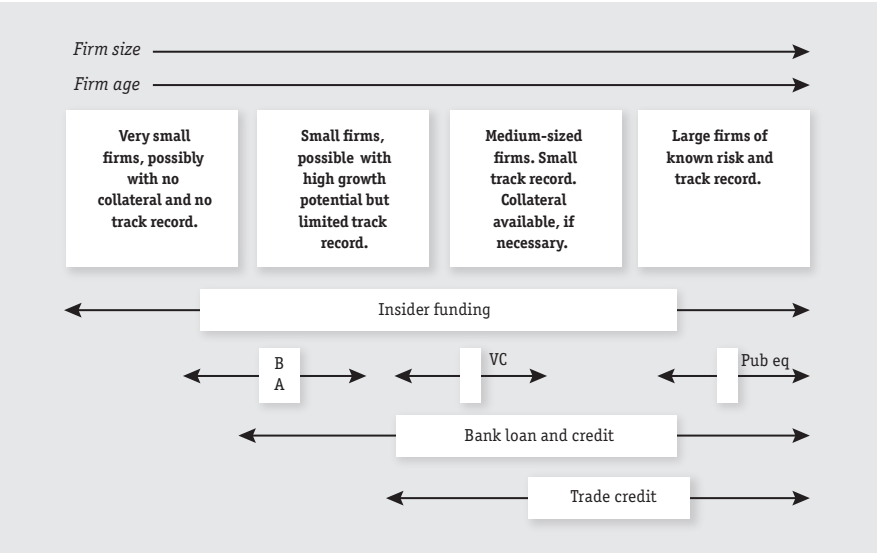 Firm size
Firm age
Very small
firms, possibly
with no
collateral and no
track record.
Small firms,
possible with
high growth
potential but
limited track
record.
Medium-sized
firms. Small
track record.
Collateral
available, if
necessary.
Large firms of
known risk and
track record.
Insider funding
B
A
VC
Pub eq
Bank loan and credit
Trade credit